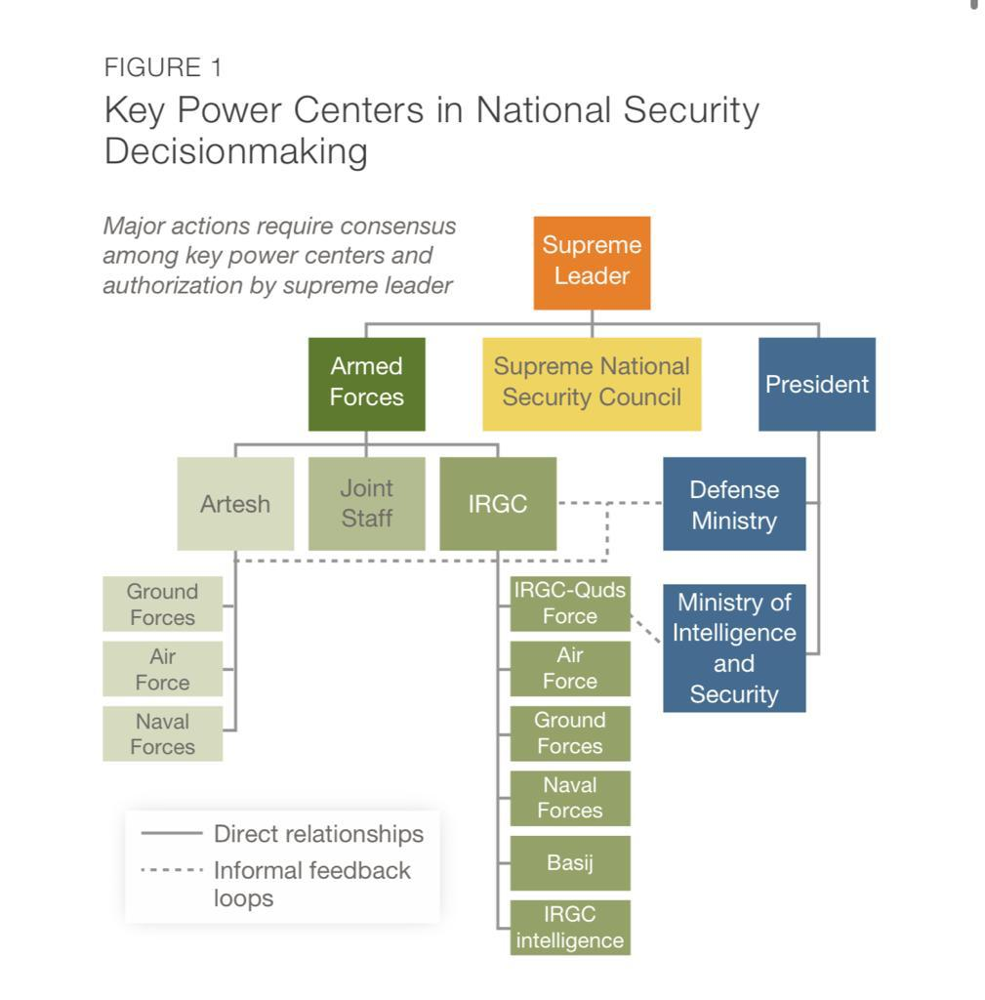 FIGURE 1
Key Power Centers in National Security
Decisionmaking
Major actions require consensus
among key power centers and
authorization by supreme leader
Supreme
Leader
Armed
Forces
Supreme National
Security Council
President
Artesh
Joint
Staff
IRGC
Defense
Ministry
Ground
Forces
Air
Force
Naval
Forces
IRGC-Quds
Force
Air
Force
Ground
Forces
Naval
Forces
Basij
IRGC
intelligence
Ministry of
Intelligence
and
Security
Direct relationships
Informal feedback
loops